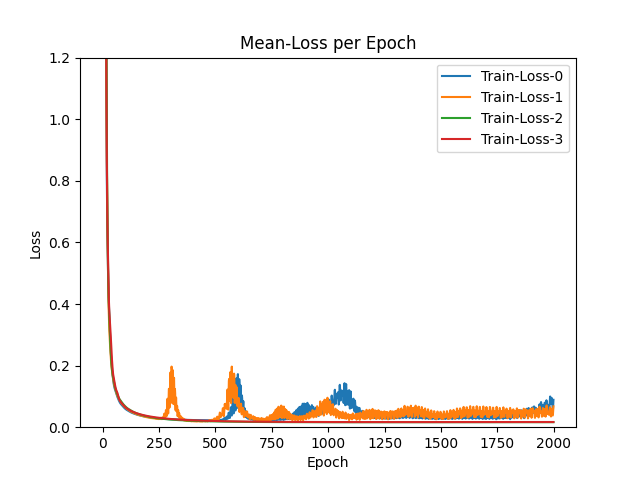 Mean-Loss per Epoch
Train-Loss-0
Train-Loss-1
Train-Loss-2
Train-Loss-3
Loss
1.2
1.0
0.8
0.6
0.4
0.2
0.0
0 250 500 750 1000 1250 1500 1750 2000
Epoch